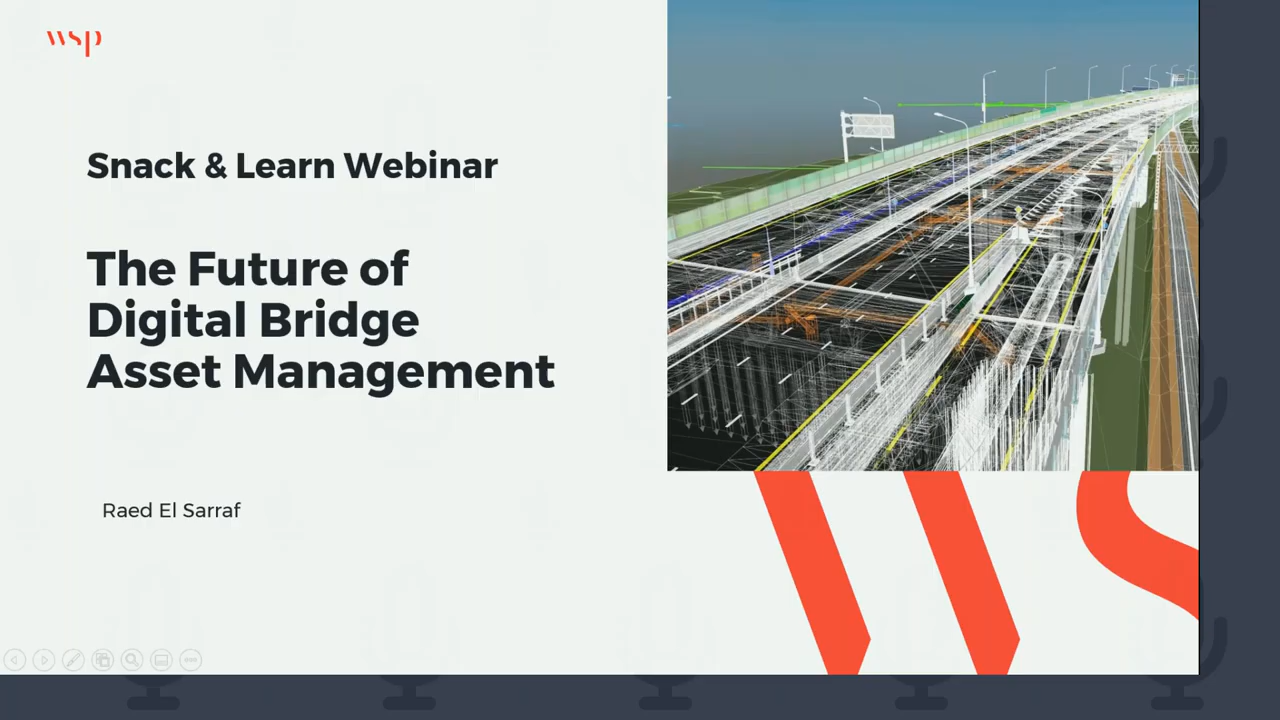 wsp
Snack & Learn Webinar
The Future of
Digital Bridge
Asset Management
Raed El Sarraf